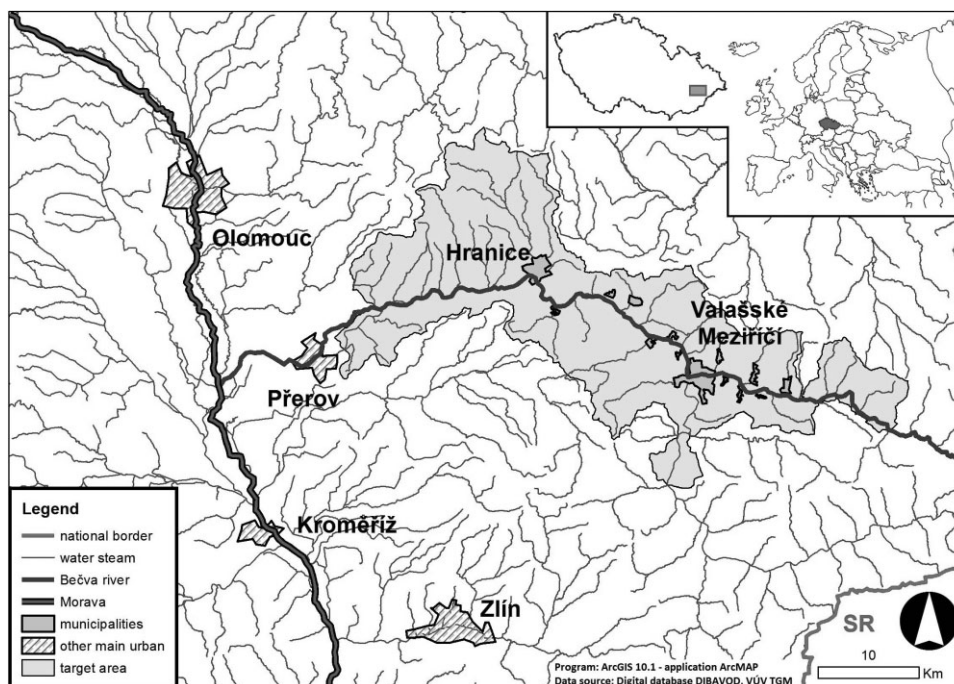 Olomouc
Hranice
Valašské
Meziříčí
Přerov
Kroměříž
Zlín
Legend
national border
water steam
Bečva river
Morava
municipalities
other main urban
target area
SR
10
Km
Program: ArcGIS 10.1 - application ArcMAP
Data source: Digital database DIBAVOD, VÚV TGM